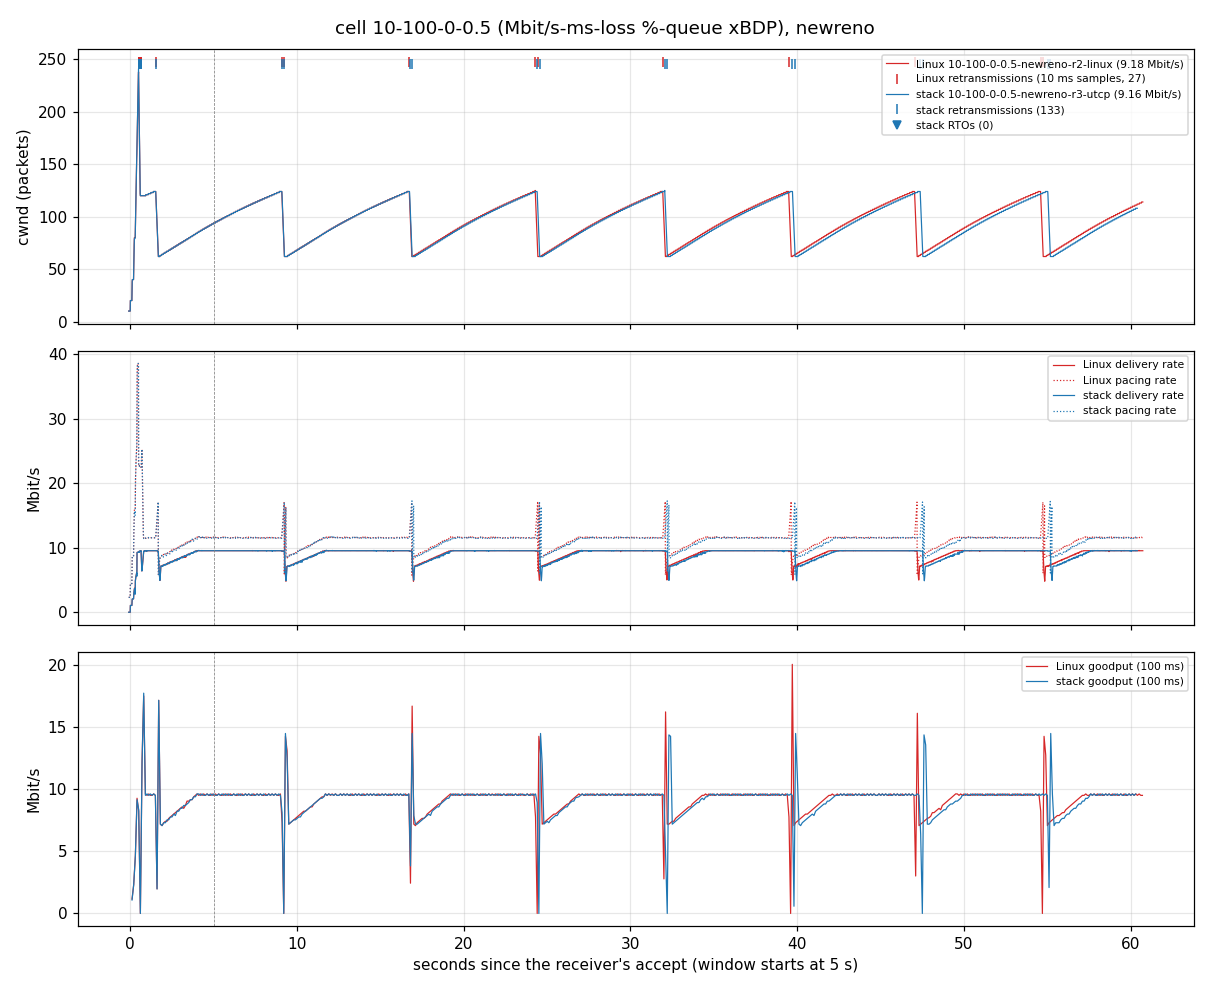 cell 10-100-0-0.5 (Mbit/s-ms-loss %-queue xBDP), newreno
250
200
150
100
50
0
cwnd (packets)
Linux 10-100-0-0.5-newreno-r2-linux (9.18 Mbit/s)
Linux retransmissions (10 ms samples, 27)
stack 10-100-0-0.5-newreno-r3-utcp (9.16 Mbit/s)
stack retransmissions (133)
stack RTOs (0)
40
30
20
10
0
Mbit/s
Linux delivery rate
Linux pacing rate
stack delivery rate
stack pacing rate
20
15
10
5
0
Mbit/s
Linux goodput (100 ms)
stack goodput (100 ms)
0 10 20 30 40 50 60
seconds since the receiver's accept (window starts at 5 s)